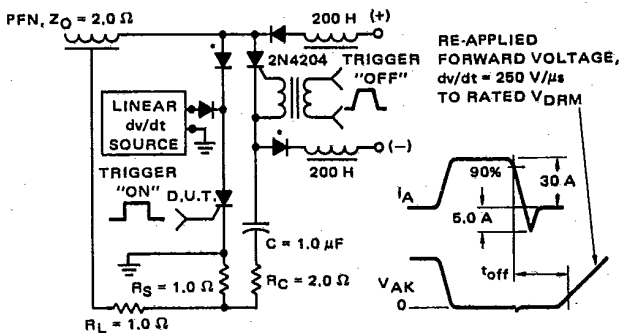 PFN, Z₀ = 2.0 Ω
200 H
(+)
2N4204
TRIGGER
"OFF"
LINEAR
dv/dt
SOURCE
(−)
200 H
TRIGGER
"ON"
D.U.T.
C = 1.0 μF
R_S = 1.0 Ω
R_C = 2.0 Ω
R_L = 1.0 Ω
RE-APPLIED
FORWARD VOLTAGE,
dv/dt = 250 V/μs
TO RATED V_DRM
90%
30 A
i_A
5.0 A
t_off
V_AK
0